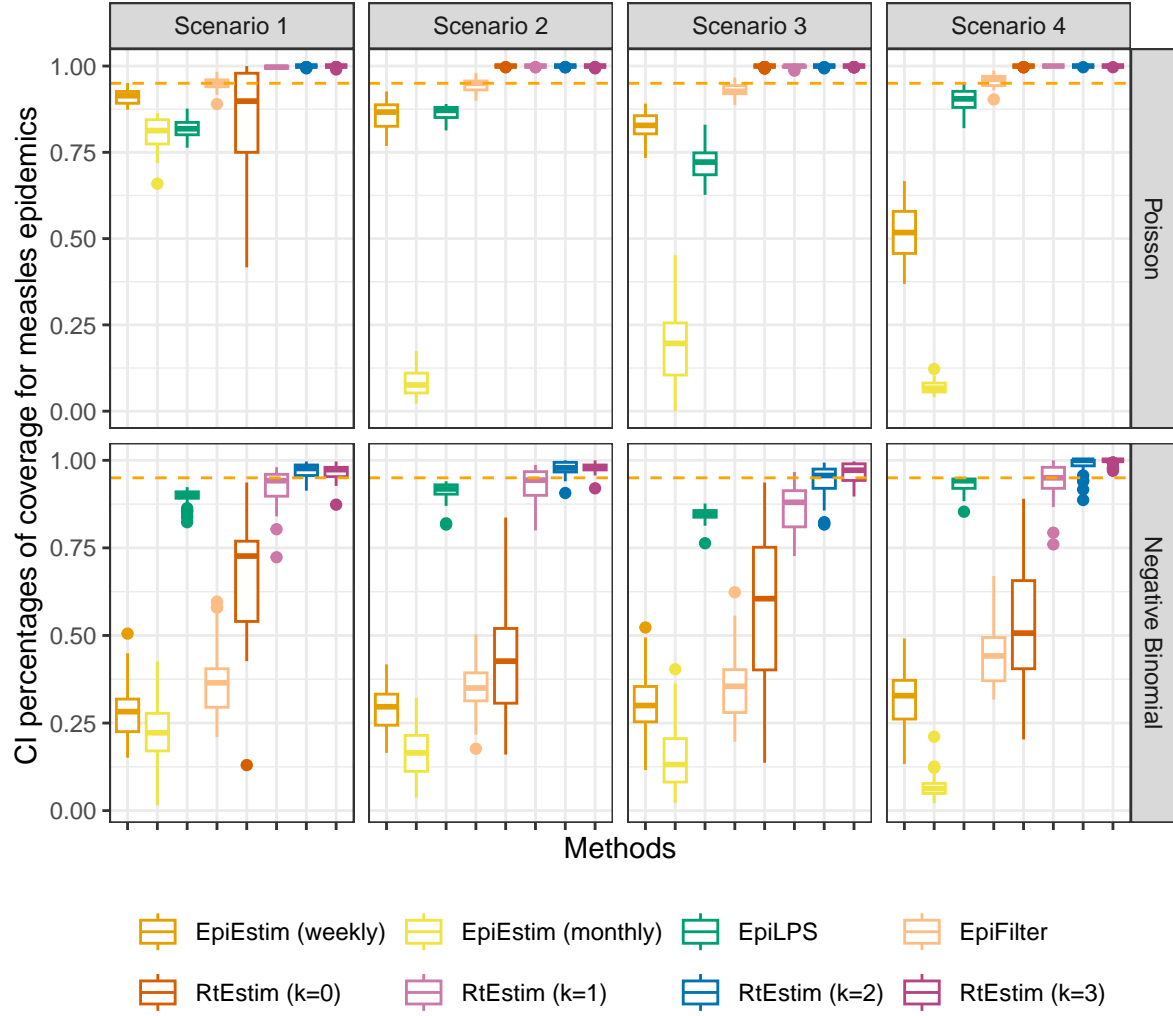 Scenario 1 Scenario 2 Scenario 3 Scenario 4
CI percentages of coverage for measles epidemics
1.00
0.75
0.50
0.25
0.00
Poisson
1.00
0.75
0.50
0.25
0.00
Negative Binomial
Methods
EpiEstim (weekly) EpiEstim (monthly) EpiLPS EpiFilter
RtEstim (k=0) RtEstim (k=1) RtEstim (k=2) RtEstim (k=3)